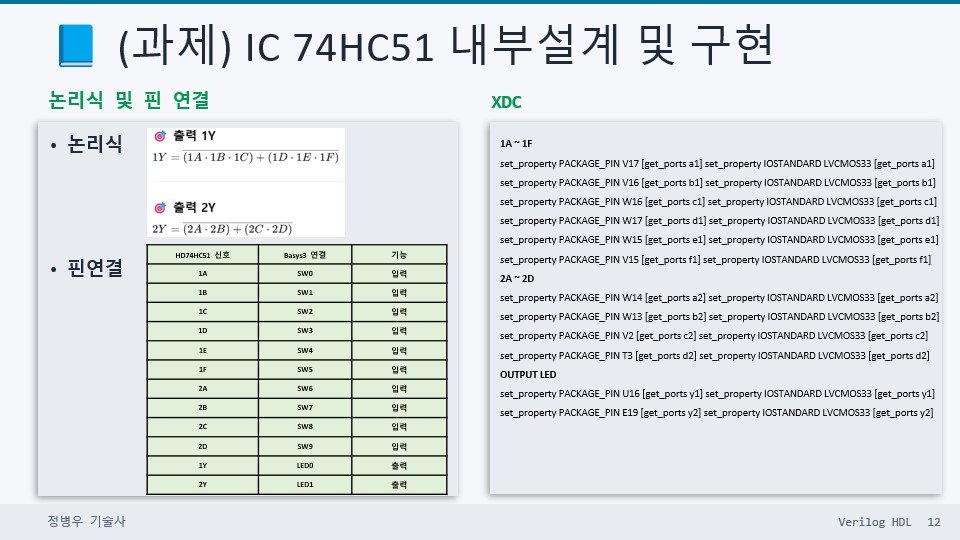 (과제) IC 74HC51 내부설계 및 구현
논리식 및 핀 연결
• 논리식
출력 1Y
1Y = \overline{(1A · 1B · 1C) + (1D · 1E · 1F)}
출력 2Y
2Y = \overline{(2A · 2B) + (2C · 2D)}
• 핀연결
HD74HC51 신호 Basys3 연결 기능
1A SW0 입력
1B SW1 입력
1C SW2 입력
1D SW3 입력
1E SW4 입력
1F SW5 입력
2A SW6 입력
2B SW7 입력
2C SW8 입력
2D SW9 입력
1Y LED0 출력
2Y LED1 출력
XDC
1A ~ 1F
set_property PACKAGE_PIN V17 [get_ports a1] set_property IOSTANDARD LVCMOS33 [get_ports a1]
set_property PACKAGE_PIN V16 [get_ports b1] set_property IOSTANDARD LVCMOS33 [get_ports b1]
set_property PACKAGE_PIN W16 [get_ports c1] set_property IOSTANDARD LVCMOS33 [get_ports c1]
set_property PACKAGE_PIN W17 [get_ports d1] set_property IOSTANDARD LVCMOS33 [get_ports d1]
set_property PACKAGE_PIN W15 [get_ports e1] set_property IOSTANDARD LVCMOS33 [get_ports e1]
set_property PACKAGE_PIN V15 [get_ports f1] set_property IOSTANDARD LVCMOS33 [get_ports f1]
2A ~ 2D
set_property PACKAGE_PIN W14 [get_ports a2] set_property IOSTANDARD LVCMOS33 [get_ports a2]
set_property PACKAGE_PIN W13 [get_ports b2] set_property IOSTANDARD LVCMOS33 [get_ports b2]
set_property PACKAGE_PIN V2 [get_ports c2] set_property IOSTANDARD LVCMOS33 [get_ports c2]
set_property PACKAGE_PIN T3 [get_ports d2] set_property IOSTANDARD LVCMOS33 [get_ports d2]
OUTPUT LED
set_property PACKAGE_PIN U16 [get_ports y1] set_property IOSTANDARD LVCMOS33 [get_ports y1]
set_property PACKAGE_PIN E19 [get_ports y2] set_property IOSTANDARD LVCMOS33 [get_ports y2]
정병우 기술사
Verilog HDL 12